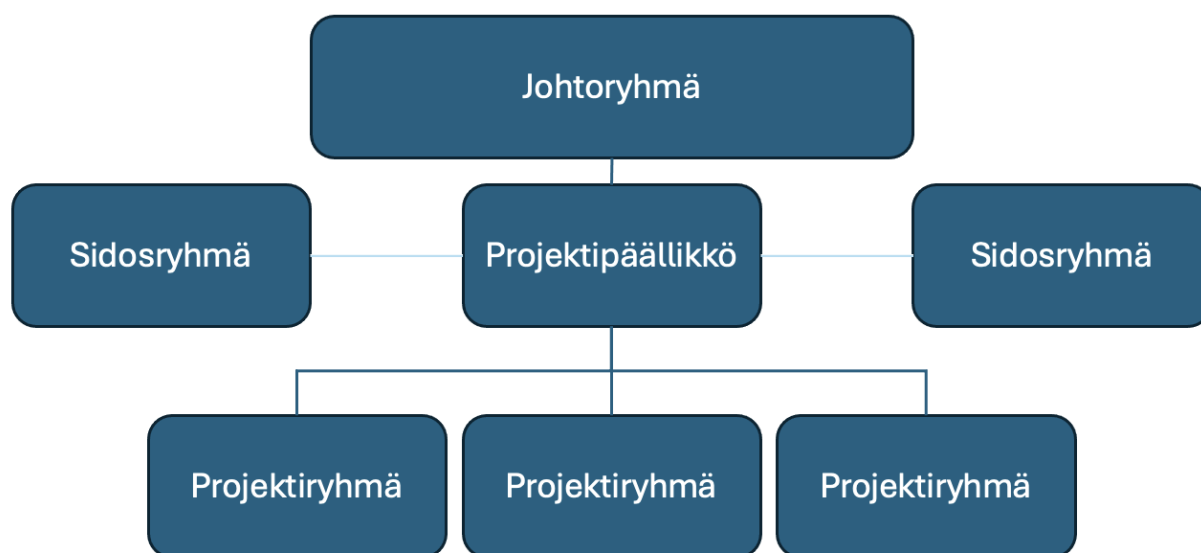 Johtoryhmä
Sidosryhmä
Projektipäällikkö
Sidosryhmä
Projektiryhmä
Projektiryhmä
Projektiryhmä